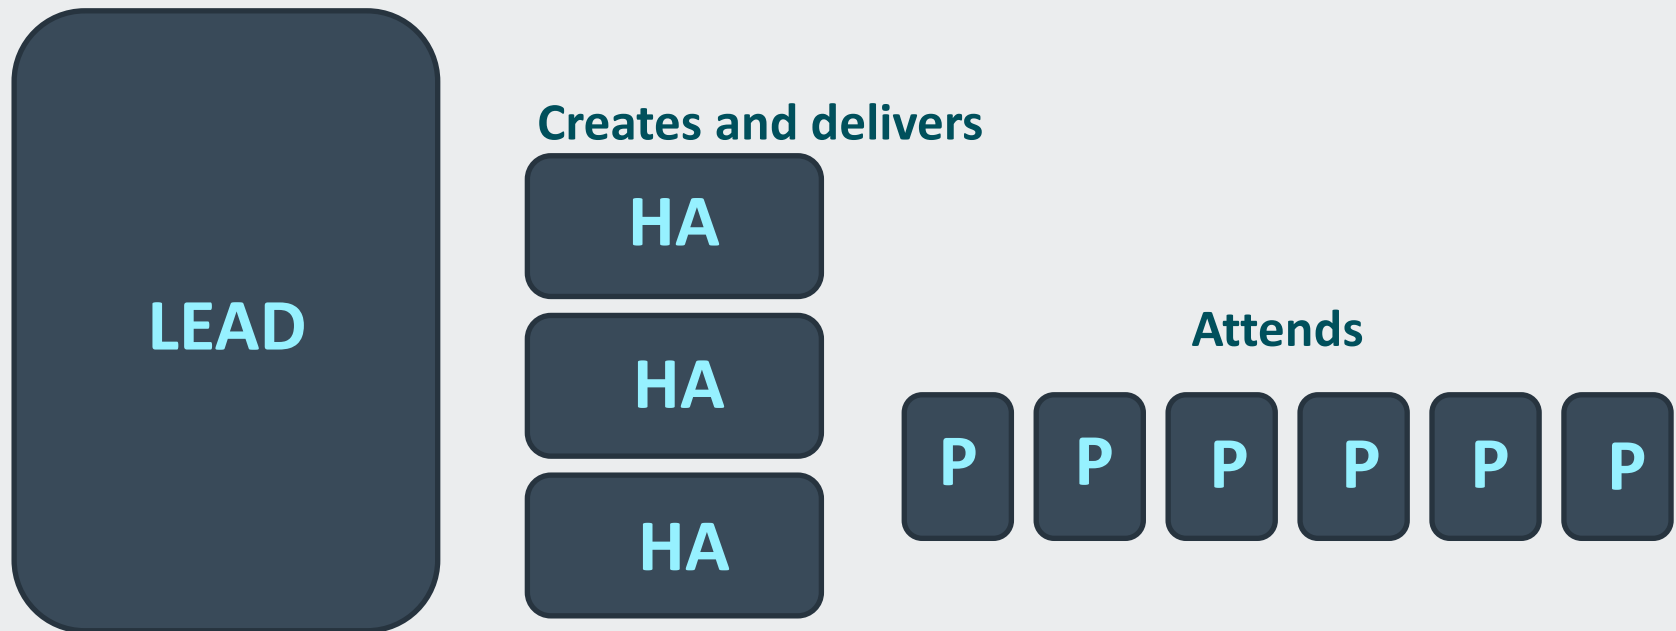 LEAD
Creates and delivers
HA
HA
HA
Attends
P P P P P P